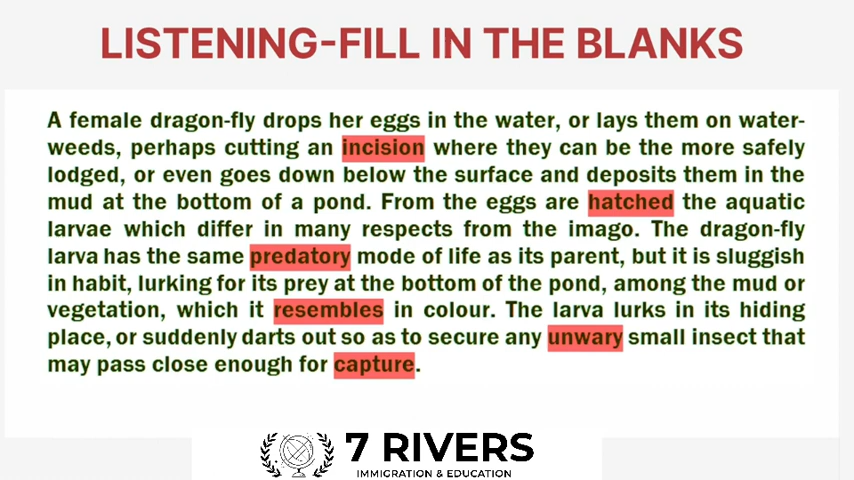 LISTENING-FILL IN THE BLANKS
A female dragon-fly drops her eggs in the water, or lays them on water-
weeds, perhaps cutting an incision where they can be the more safely
lodged, or even goes down below the surface and deposits them in the
mud at the bottom of a pond. From the eggs are hatched the aquatic
larvae which differ in many respects from the imago. The dragon-fly
larva has the same predatory mode of life as its parent, but it is sluggish
in habit, lurking for its prey at the bottom of the pond, among the mud or
vegetation, which it resembles in colour. The larva lurks in its hiding
place, or suddenly darts out so as to secure any unwary small insect that
may pass close enough for capture.
7 RIVERS
IMMIGRATION & EDUCATION